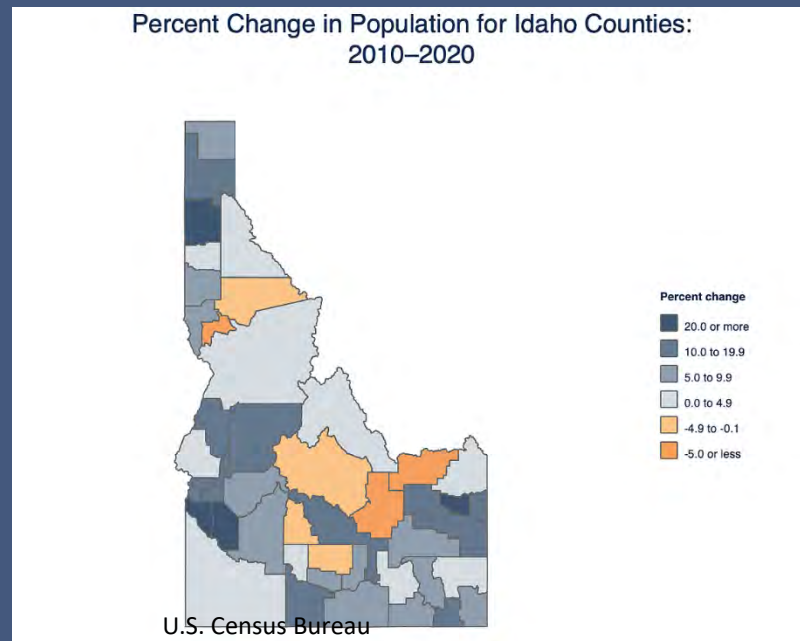 Percent Change in Population for Idaho Counties:
2010–2020
Percent change
20.0 or more
10.0 to 19.9
5.0 to 9.9
0.0 to 4.9
-4.9 to -0.1
-5.0 or less
U.S. Census Bureau